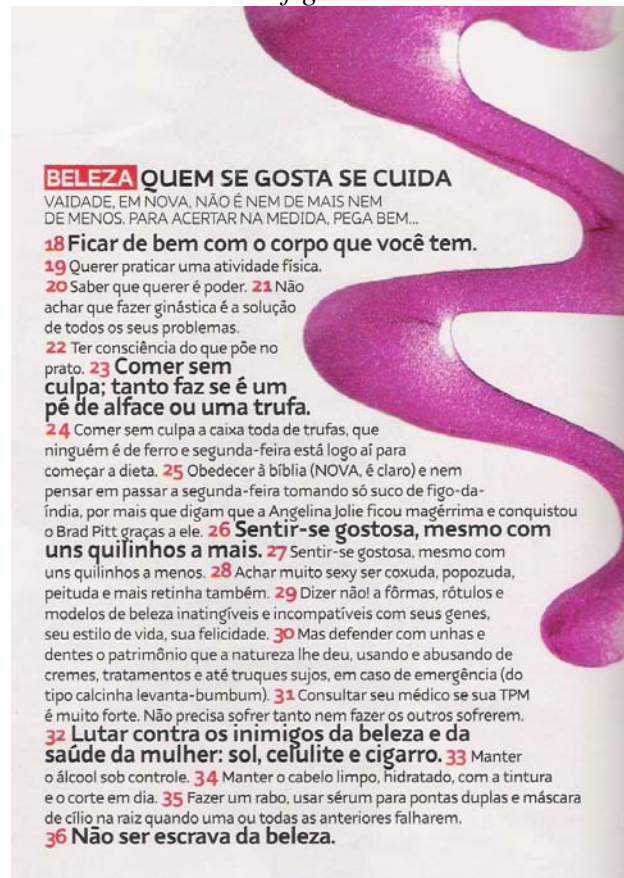 BELEZA QUEM SE GOSTA SE CUIDA
VAIDADE, EM NOVA, NÃO É NEM DE MAIS NEM
DE MENOS. PARA ACERTAR NA MEDIDA, PEGA BEM...
18 Ficar de bem com o corpo que você tem.
19 Querer praticar uma atividade física.
20 Saber que querer é poder. 21 Não
achar que fazer ginástica é a solução
de todos os seus problemas.
22 Ter consciência do que põe no
prato. 23 Comer sem
culpa; tanto faz se é um
pé de alface ou uma trufa.
24 Comer sem culpa a caixa toda de trufas, que
ninguém é de ferro e segunda-feira está logo aí para
começar a dieta. 25 Obedecer à bíblia (NOVA, é claro) e nem
pensar em passar a segunda-feira tomando só suco de figo-da-
índia, por mais que digam que a Angelina Jolie ficou magérrima e conquistou
o Brad Pitt graças a ele. 26 Sentir-se gostosa, mesmo com
uns quilinhos a mais. 27 Sentir-se gostosa, mesmo com
uns quilinhos a menos. 28 Achar muito sexy ser coxuda, popozuda,
peituda e mais retinha também. 29 Dizer não! a fôrmas, rótulos e
modelos de beleza inatingíveis e incompatíveis com seus genes,
seu estilo de vida, sua felicidade. 30 Mas defender com unhas e
dentes o patrimônio que a natureza lhe deu, usando e abusando de
cremes, tratamentos e até truques sujos, em caso de emergência (do
tipo calcinha levanta-bumbum). 31 Consultar seu médico se sua TPM
é muito forte. Não precisa sofrer tanto nem fazer os outros sofrerem.
32 Lutar contra os inimigos da beleza e da
saúde da mulher: sol, celulite e cigarro. 33 Manter
o álcool sob controle. 34 Manter o cabelo limpo, hidratado, com a tintura
e o corte em dia. 35 Fazer um rabo, usar sérum para pontas duplas e máscara
de cílio na raiz quando uma ou todas as anteriores falharem.
36 Não ser escrava da beleza.